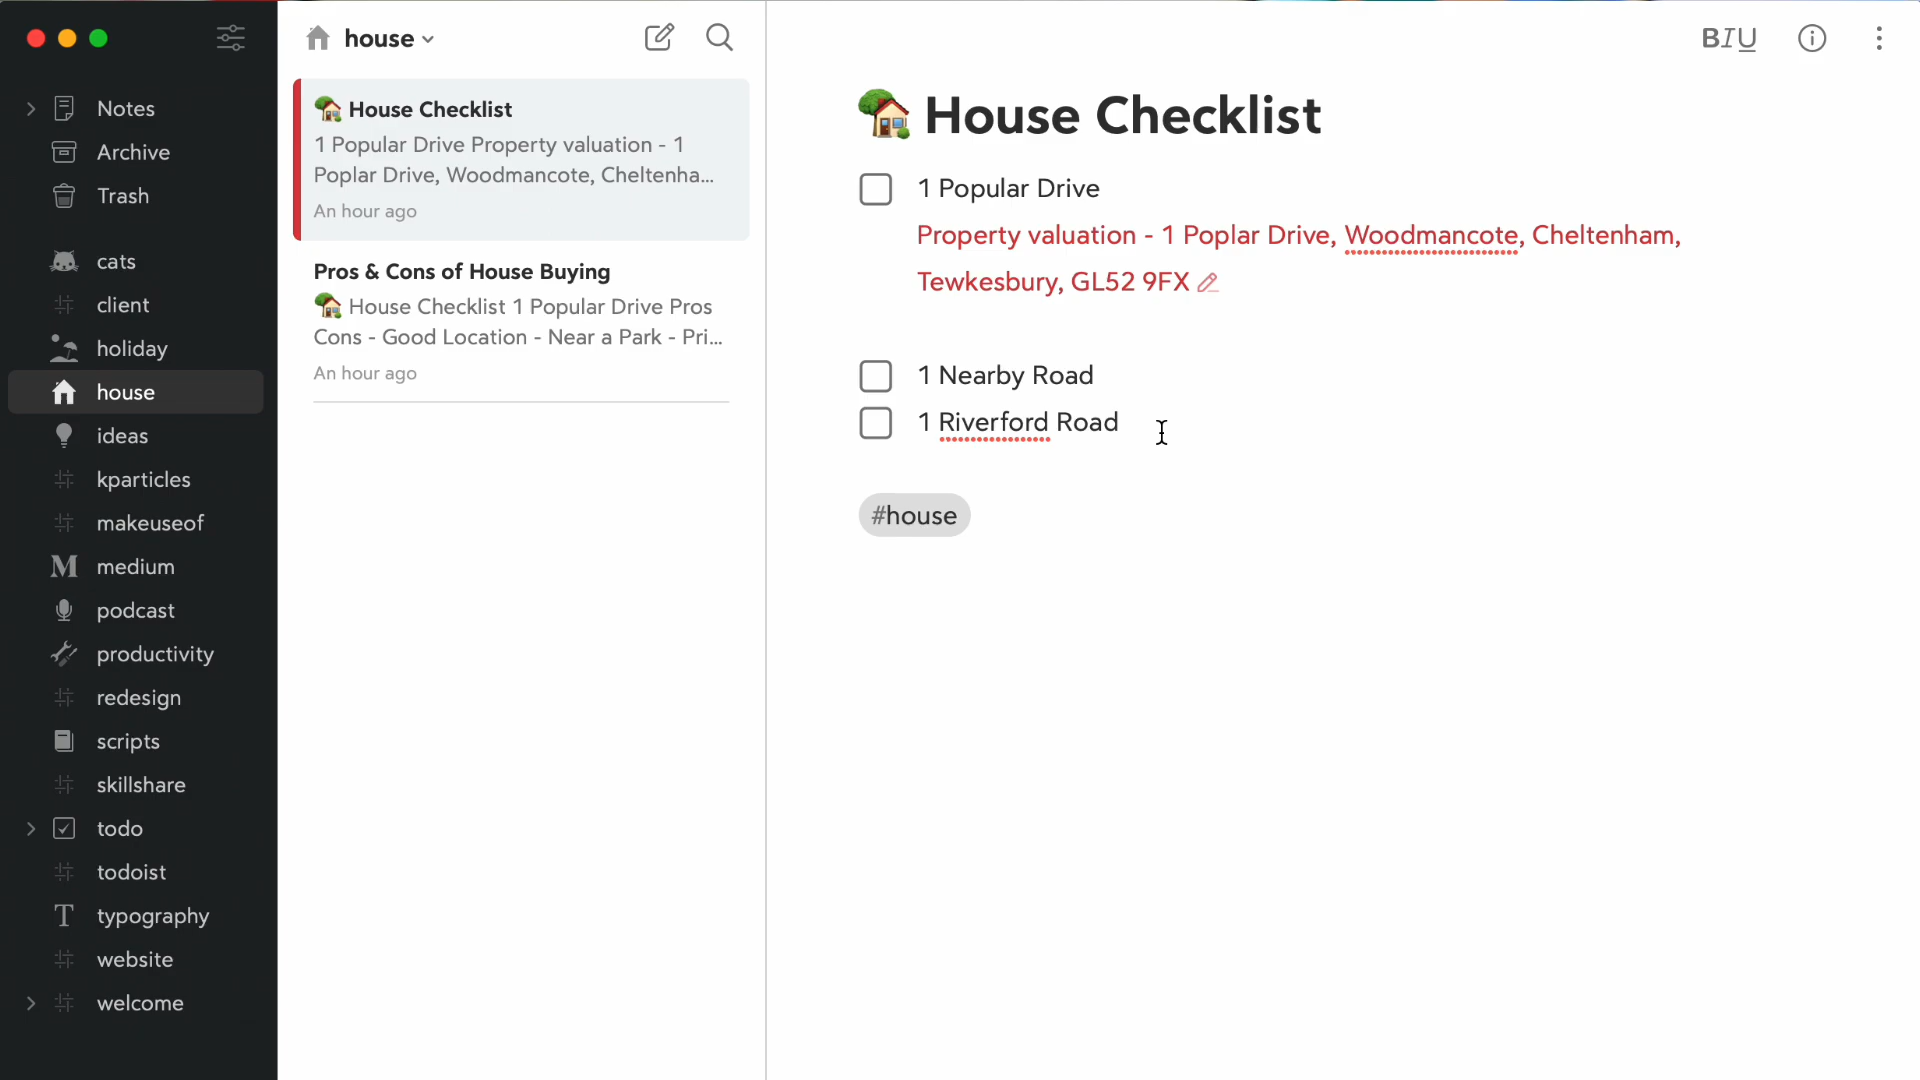 Notes
Archive
Trash
cats
client
holiday
house
ideas
kparticles
makeuseof
medium
podcast
productivity
redesign
scripts
skillshare
todo
todoist
typography
website
welcome
house
House Checklist
1 Popular Drive Property valuation - 1
Poplar Drive, Woodmancote, Cheltenha...
An hour ago
Pros & Cons of House Buying
House Checklist 1 Popular Drive Pros
Cons - Good Location - Near a Park - Pri...
An hour ago
BIU
House Checklist
1 Popular Drive
Property valuation - 1 Poplar Drive, Woodmancote, Cheltenham,
Tewkesbury, GL52 9FX
1 Nearby Road
1 Riverford Road
#house